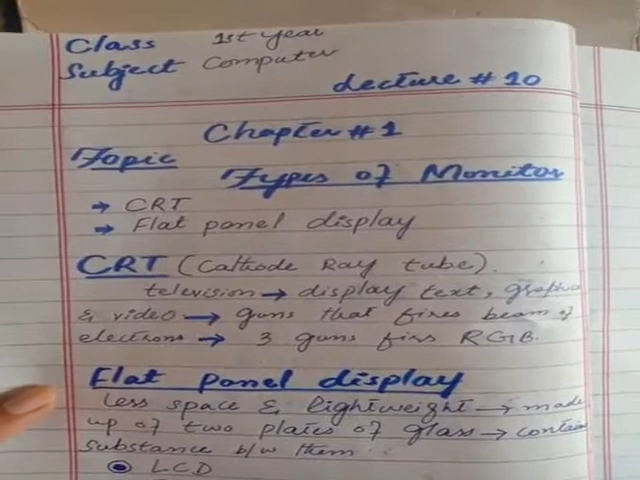 Class 1st year
Subject Computer
Lecture # 10
Chapter # 1
Topic
Types of Monitor
→ CRT
→ Flat panel display
CRT (Cathode Ray tube).
television → display text, graphics
& video → guns that fires beam of
electrons → 3 guns fires RGB.
Flat panel display
Less space & lightweight → made
up of two plates of glass → contain
substance b/w them.
LCD